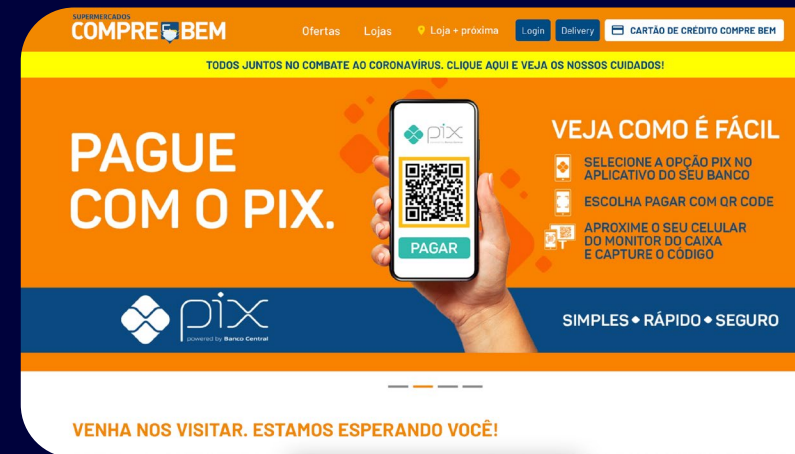 SUPERMERCADOS
COMPRE BEM
Ofertas
Lojas
Loja + próxima
Login
Delivery
CARTÃO DE CRÉDITO COMPRE BEM
TODOS JUNTOS NO COMBATE AO CORONAVÍRUS. CLIQUE AQUI E VEJA OS NOSSOS CUIDADOS!
PAGUE
COM O PIX.
pix
PAGAR
VEJA COMO É FÁCIL
SELECIONE A OPÇÃO PIX NO
APLICATIVO DO SEU BANCO
ESCOLHA PAGAR COM QR CODE
APROXIME O SEU CELULAR
DO MONITOR DO CAIXA
E CAPTURE O CÓDIGO
pix
powered by Banco Central
SIMPLES RÁPIDO SEGURO
VENHA NOS VISITAR. ESTAMOS ESPERANDO VOCÊ!